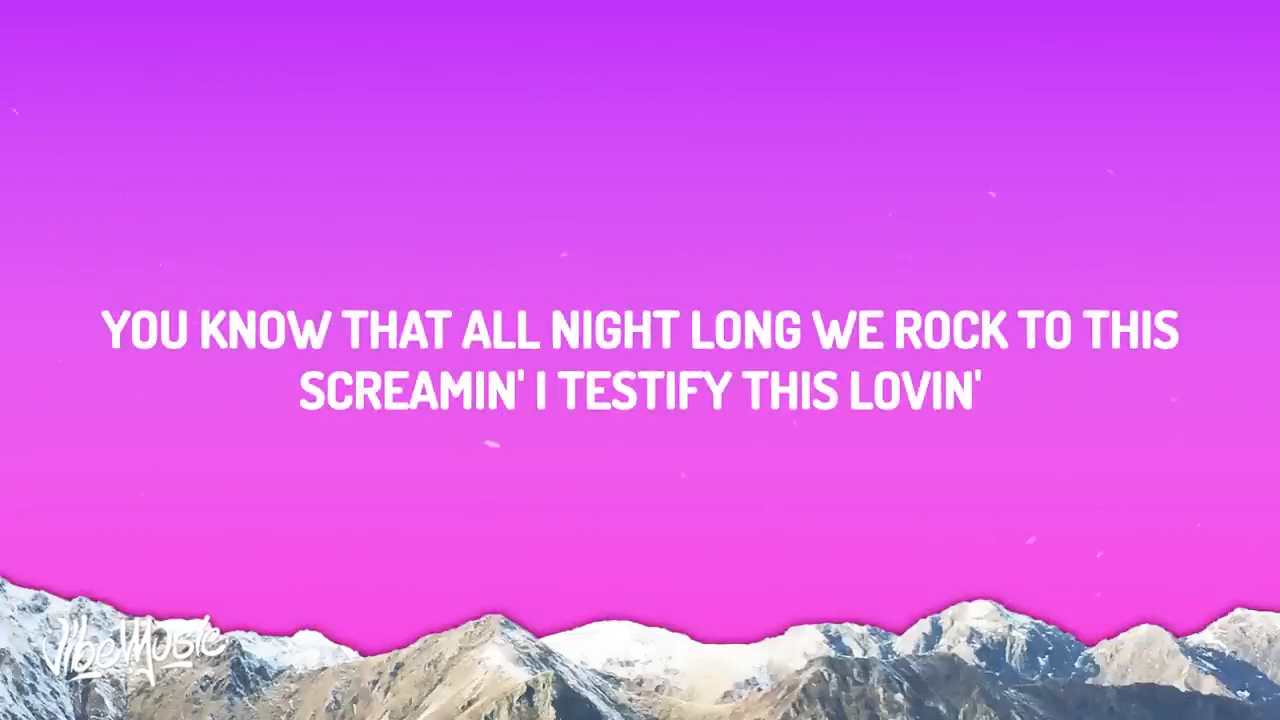 YOU KNOW THAT ALL NIGHT LONG WE ROCK TO THIS
SCREAMIN' I TESTIFY THIS LOVIN'
VibeMusic